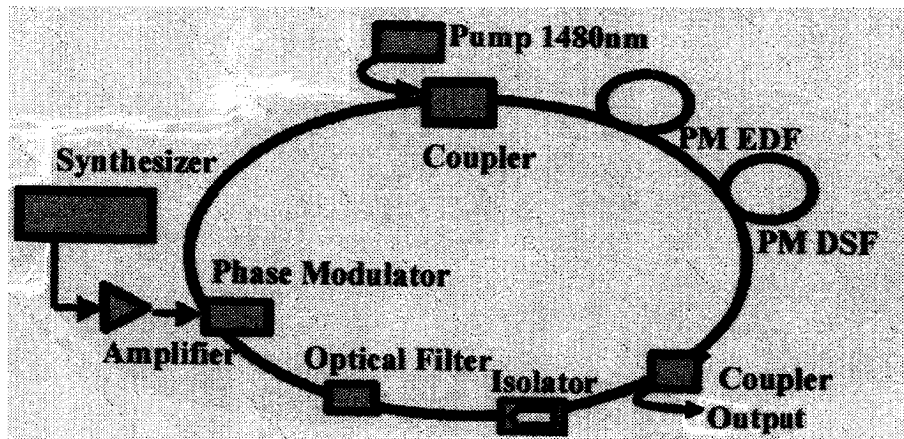 Pump 1480nm
Coupler
PM EDF
Synthesizer
PM DSF
Phase Modulator
Amplifier
Optical Filter
Isolator
Coupler
Output